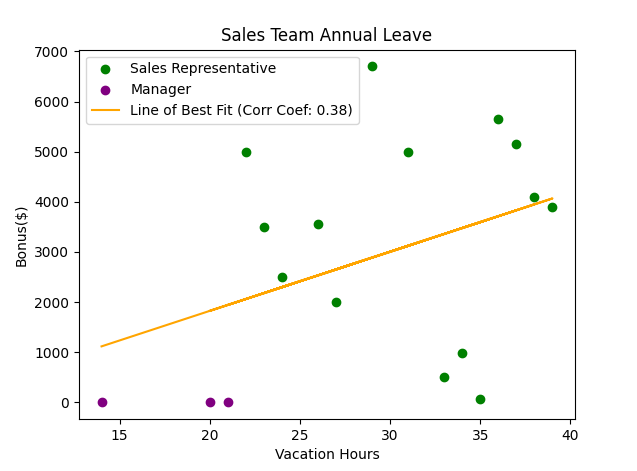 Sales Team Annual Leave
7000
6000
5000
4000
3000
2000
1000
0
Bonus($)
Sales Representative
Manager
Line of Best Fit (Corr Coef: 0.38)
15
20
25
30
35
40
Vacation Hours